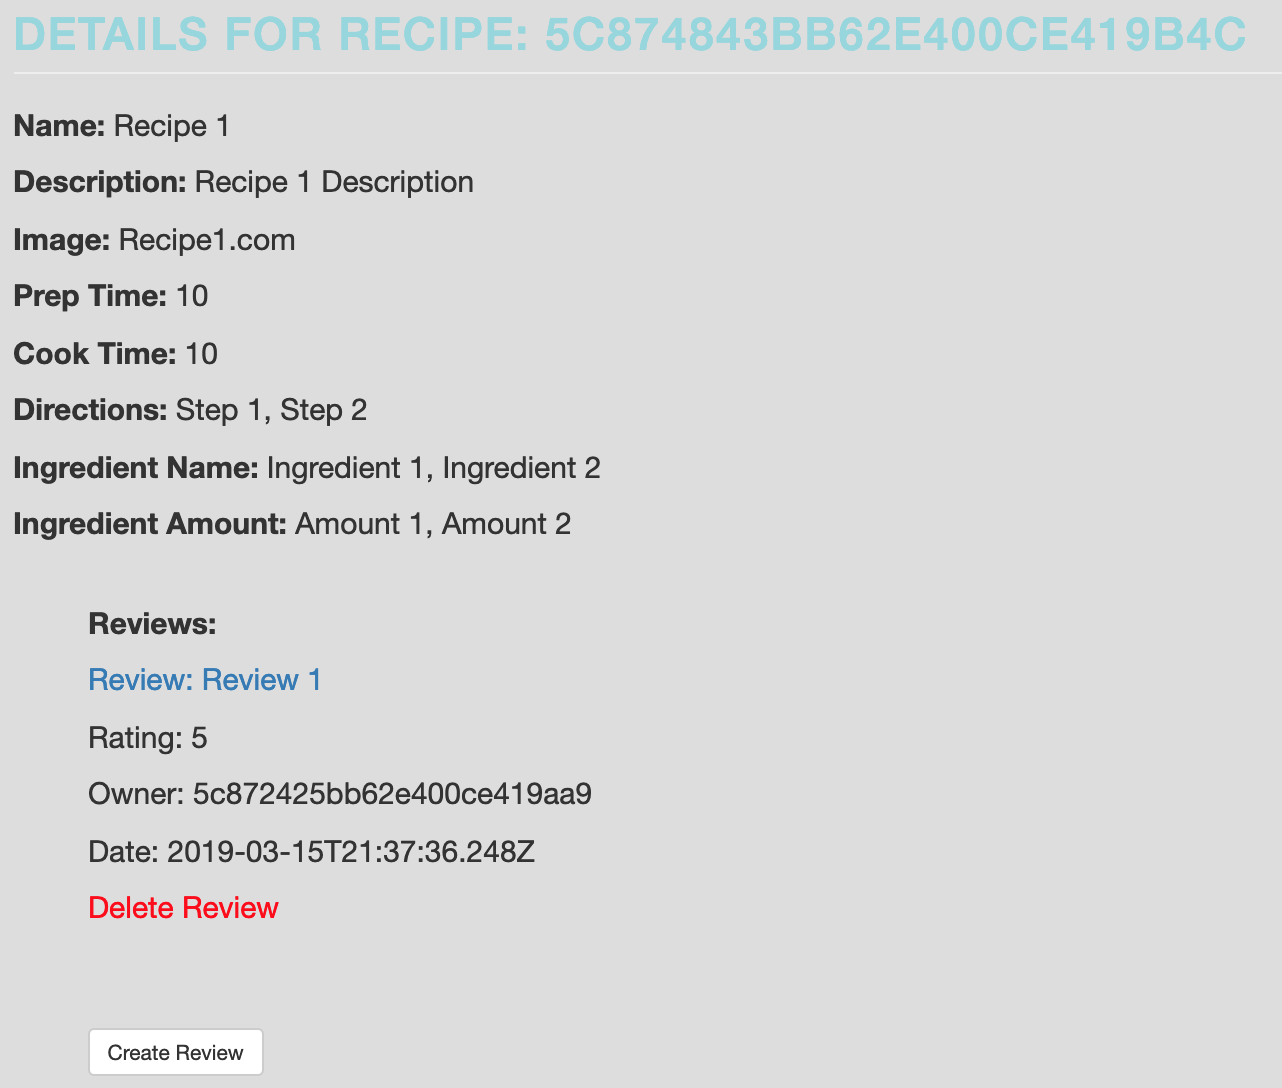 DETAILS FOR RECIPE: 5C874843BB62E400CE419B4C
Name: Recipe 1
Description: Recipe 1 Description
Image: Recipe1.com
Prep Time: 10
Cook Time: 10
Directions: Step 1, Step 2
Ingredient Name: Ingredient 1, Ingredient 2
Ingredient Amount: Amount 1, Amount 2
Reviews:
Review: Review 1
Rating: 5
Owner: 5c872425bb62e400ce419aa9
Date: 2019-03-15T21:37:36.248Z
Delete Review
Create Review